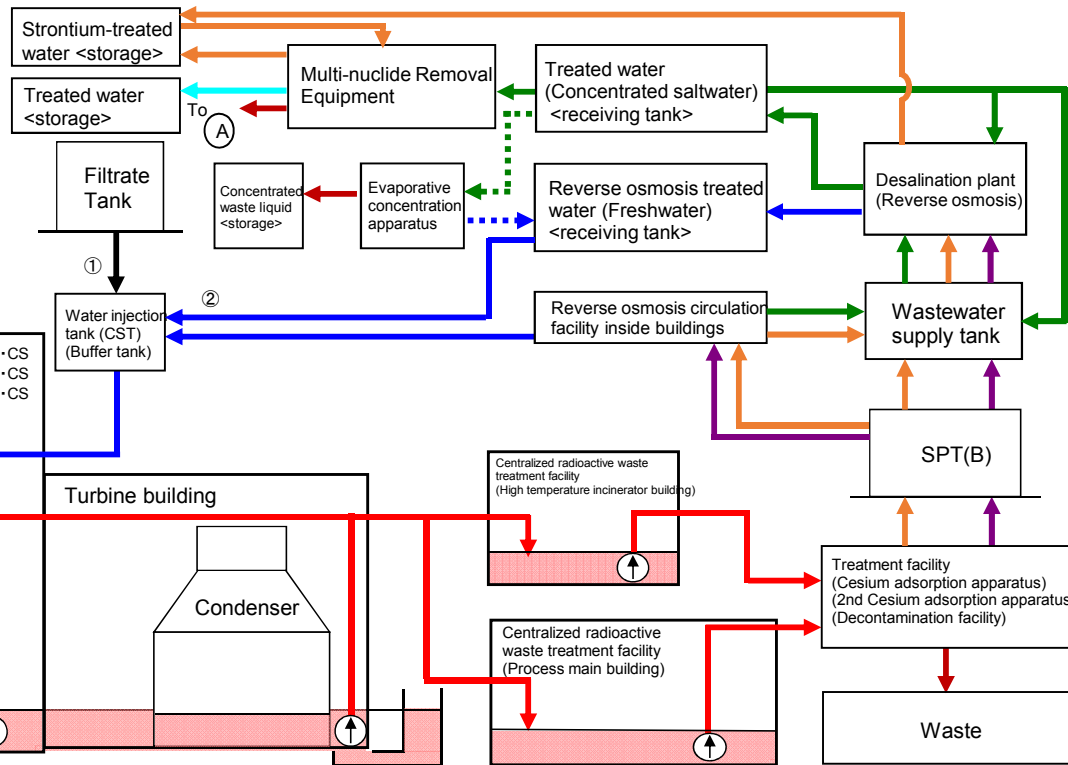 Strontium-treated
water <storage>
Multi-nuclide Removal
Equipment
Treated water
(Concentrated saltwater)
<receiving tank>
Treated water
<storage>
To
A
Filtrate
Tank
Concentrated
waste liquid
<storage>
Evaporative
concentration
apparatus
Reverse osmosis treated
water (Freshwater)
<receiving tank>
Desalination plant
(Reverse osmosis)
①
②
Water injection
tank (CST)
(Buffer tank)
Reverse osmosis circulation
facility inside buildings
Wastewater
supply tank
・CS
・CS
・CS
SPT(B)
Turbine building
Condenser
Centralized radioactive waste
treatment facility
(High temperature incinerator building)
Centralized radioactive
waste treatment facility
(Process main building)
Treatment facility
(Cesium adsorption apparatus)
(2nd Cesium adsorption apparatus
(Decontamination facility)
Waste